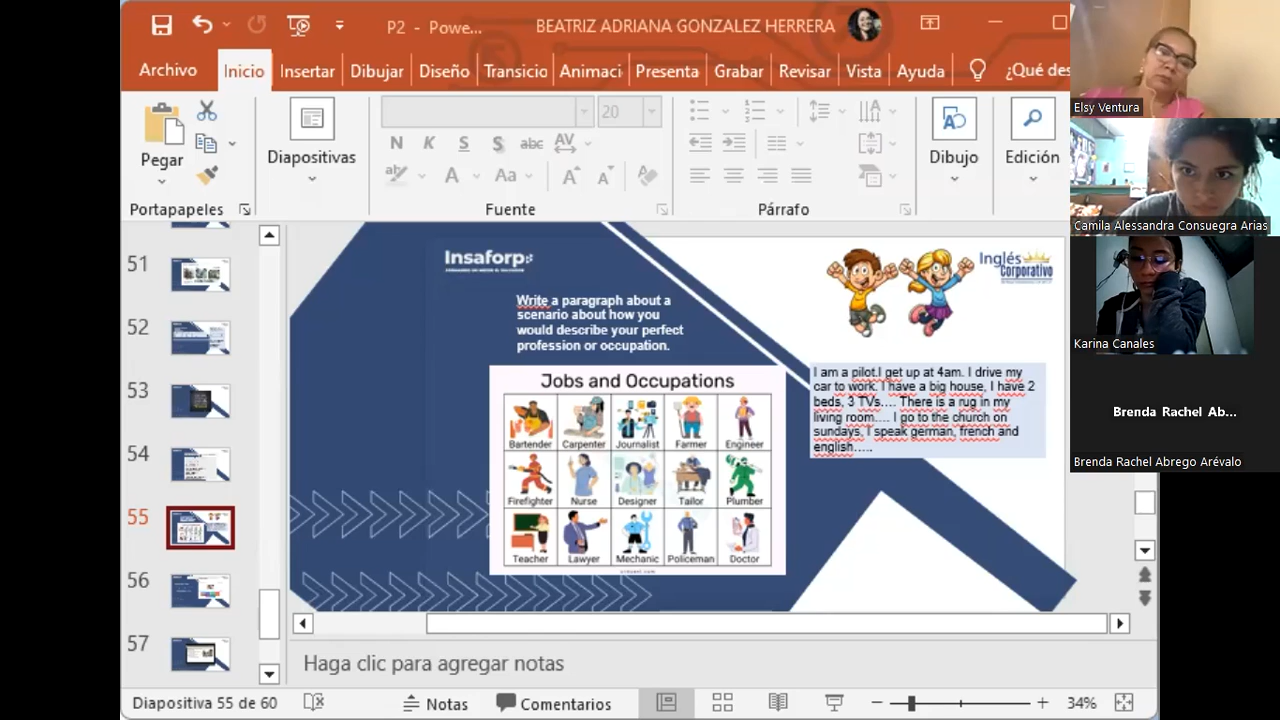 P2 - Powe...
BEATRIZ ADRIANA GONZALEZ HERRERA
Archivo
Inicio
Insertar
Dibujar
Diseño
Transicio
Animaci
Presenta
Grabar
Revisar
Vista
Ayuda
¿Qué des
Pegar
Portapapeles
Diapositivas
20
N K S S abc AV
A Aa A A
Fuente
Párrafo
Dibujo
Edición
51
52
53
54
55
56
57
Insaforp
Write a paragraph about a
scenario about how you
would describe your perfect
profession or occupation.
Jobs and Occupations
Bartender Carpenter Journalist Farmer Engineer
Firefighter Nurse Designer Tailor Plumber
Teacher Lawyer Mechanic Policeman Doctor
Inglés
Corporativo
I am a pilot.I get up at 4am. I drive my
car to work. I have a big house, I have 2
beds, 3 TVs.... There is a rug in my
living room.... I go to the church on
sundays, I speak german, french and
english.....
Haga clic para agregar notas
Diapositiva 55 de 60
Notas
Comentarios
34%
Elsy Ventura
Camila Alessandra Consuegra Arias
Karina Canales
Brenda Rachel Ab...
Brenda Rachel Abrego Arévalo